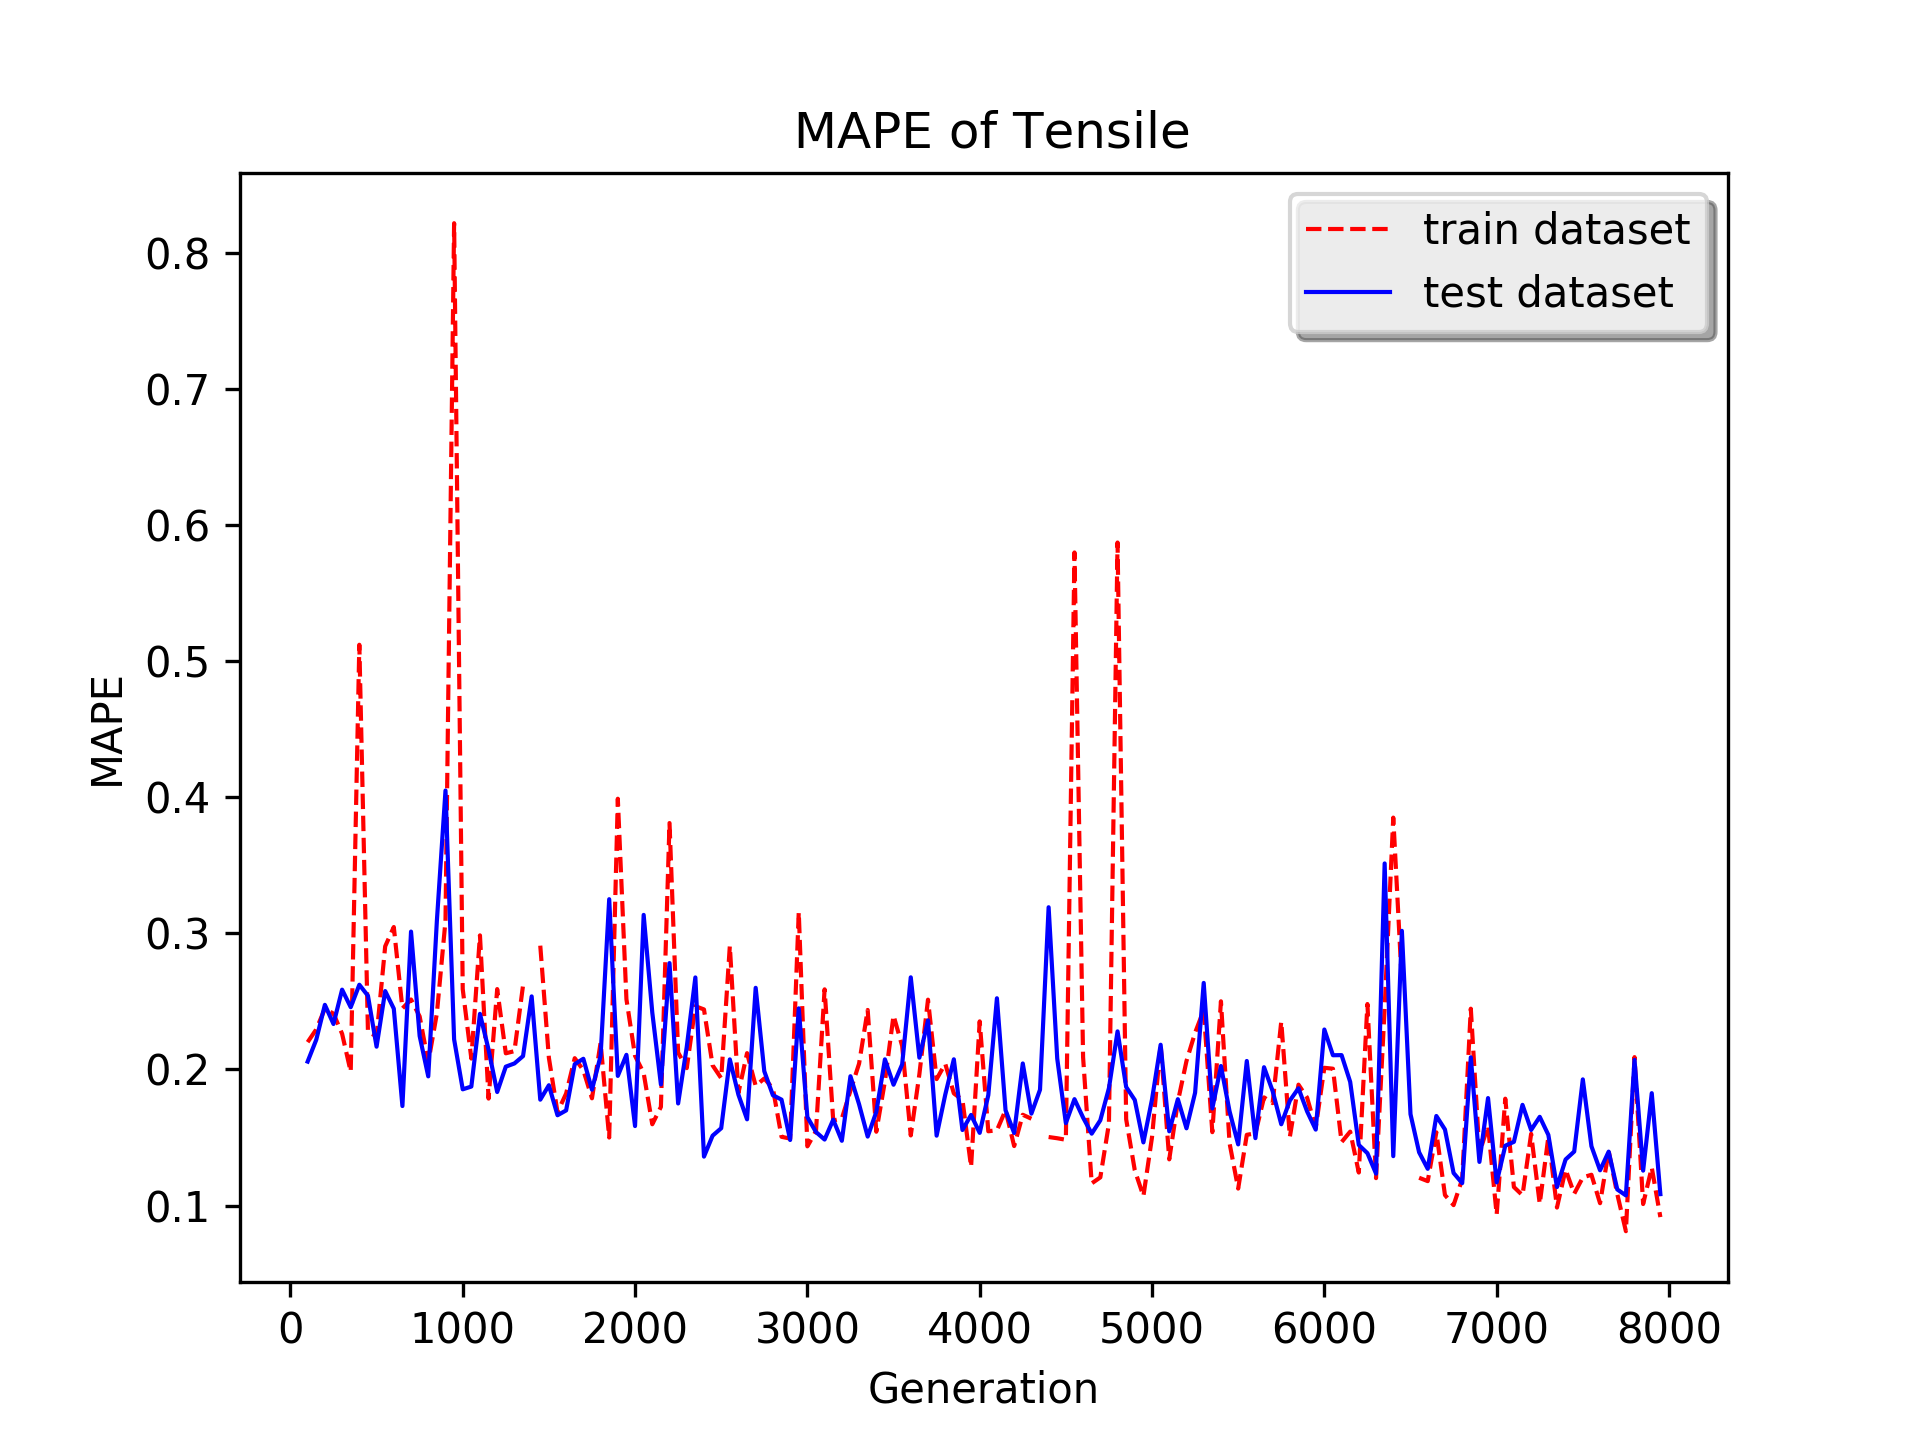 MAPE of Tensile
train dataset
test dataset
0.8
0.7
0.6
0.5
0.4
0.3
0.2
0.1
MAPE
0 1000 2000 3000 4000 5000 6000 7000 8000
Generation